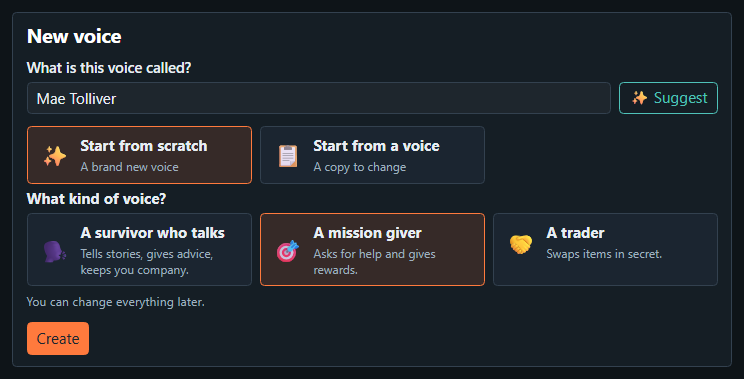 New voice
What is this voice called?
Mae Tolliver
Suggest
Start from scratch
A brand new voice
Start from a voice
A copy to change
What kind of voice?
A survivor who talks
Tells stories, gives advice,
keeps you company.
A mission giver
Asks for help and gives
rewards.
A trader
Swaps items in secret.
You can change everything later.
Create